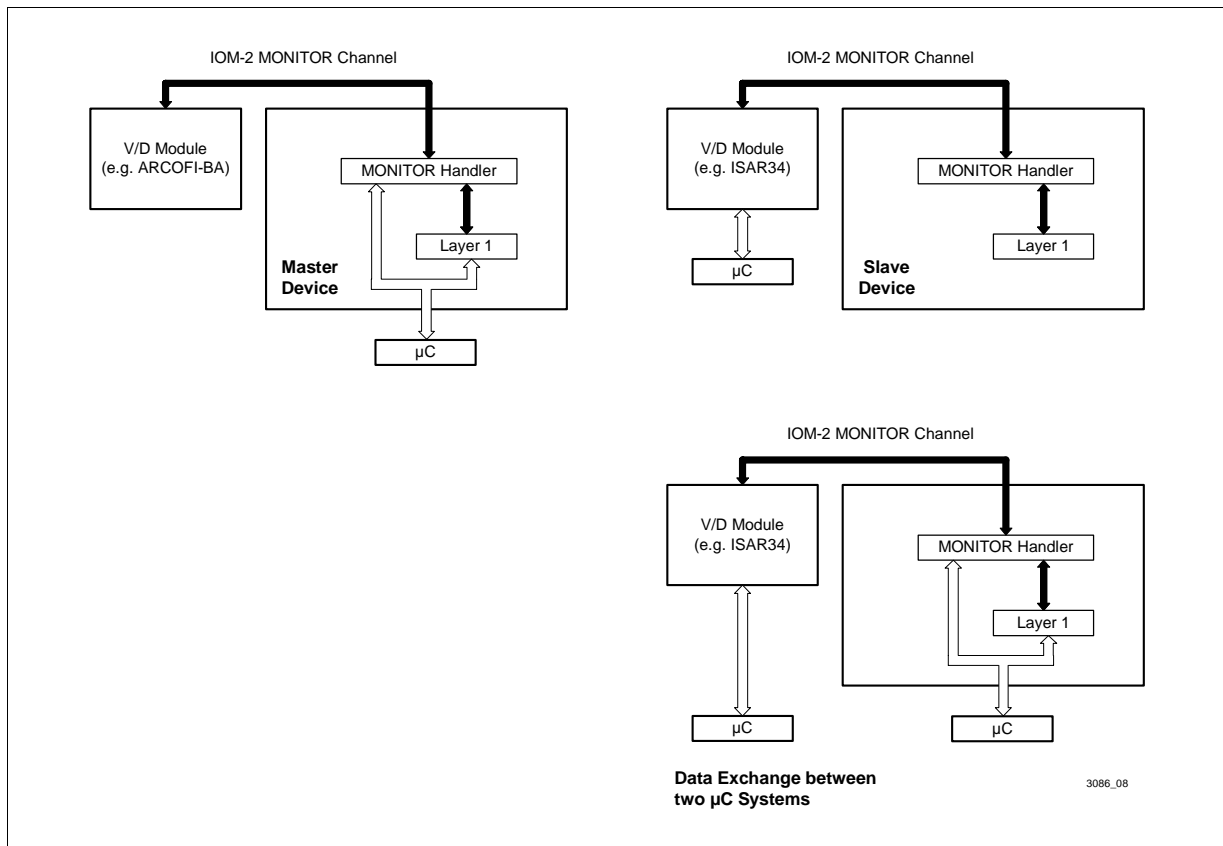 IOM-2 MONITOR Channel
V/D Module
(e.g. ARCOFI-BA)
MONITOR Handler
Layer 1
Master
Device
µC
IOM-2 MONITOR Channel
V/D Module
(e.g. ISAR34)
µC
MONITOR Handler
Layer 1
Slave
Device
IOM-2 MONITOR Channel
V/D Module
(e.g. ISAR34)
MONITOR Handler
Layer 1
µC
µC
Data Exchange between
two µC Systems
3086_08